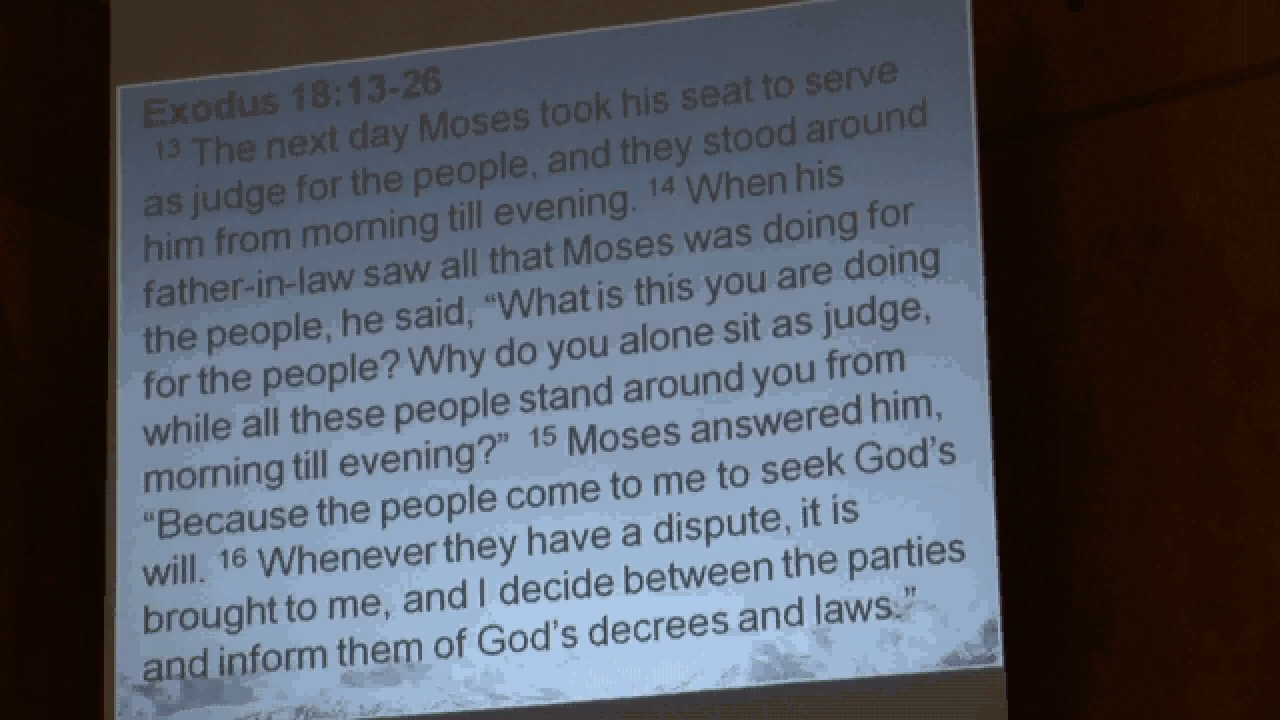 Exodus 18:13-26
13 The next day Moses took his seat to serve
as judge for the people, and they stood around
him from morning till evening. 14 When his
father-in-law saw all that Moses was doing for
the people, he said, “What is this you are doing
for the people? Why do you alone sit as judge,
while all these people stand around you from
morning till evening?” 15 Moses answered him,
“Because the people come to me to seek God’s
will. 16 Whenever they have a dispute, it is
brought to me, and I decide between the parties
and inform them of God’s decrees and laws.”